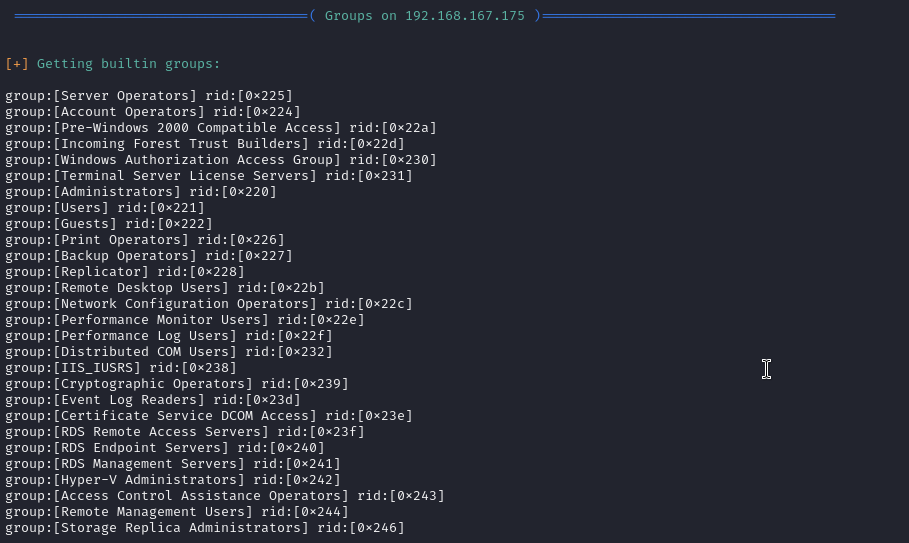 ( Groups on 192.168.167.175 )
[+] Getting builtin groups:
group:[Server Operators] rid:[0×225]
group:[Account Operators] rid:[0×224]
group:[Pre-Windows 2000 Compatible Access] rid:[0×22a]
group:[Incoming Forest Trust Builders] rid:[0×22d]
group:[Windows Authorization Access Group] rid:[0×230]
group:[Terminal Server License Servers] rid:[0×231]
group:[Administrators] rid:[0×220]
group:[Users] rid:[0×221]
group:[Guests] rid:[0×222]
group:[Print Operators] rid:[0×226]
group:[Backup Operators] rid:[0×227]
group:[Replicator] rid:[0×228]
group:[Remote Desktop Users] rid:[0×22b]
group:[Network Configuration Operators] rid:[0×22c]
group:[Performance Monitor Users] rid:[0×22e]
group:[Performance Log Users] rid:[0×22f]
group:[Distributed COM Users] rid:[0×232]
group:[IIS_IUSRS] rid:[0×238]
group:[Cryptographic Operators] rid:[0×239]
group:[Event Log Readers] rid:[0×23d]
group:[Certificate Service DCOM Access] rid:[0×23e]
group:[RDS Remote Access Servers] rid:[0×23f]
group:[RDS Endpoint Servers] rid:[0×240]
group:[RDS Management Servers] rid:[0×241]
group:[Hyper-V Administrators] rid:[0×242]
group:[Access Control Assistance Operators] rid:[0×243]
group:[Remote Management Users] rid:[0×244]
group:[Storage Replica Administrators] rid:[0×246]